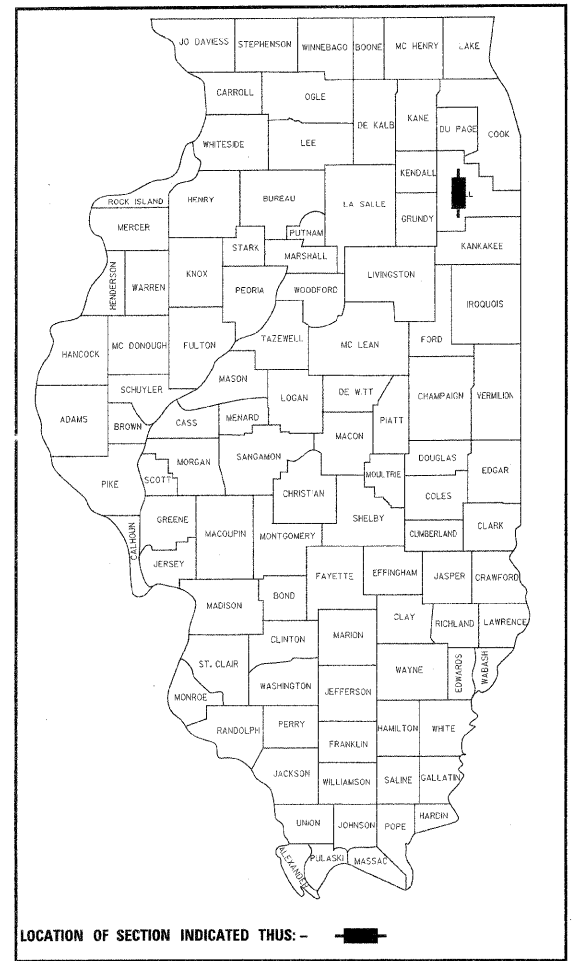 JO DAVIESS STEPHENSON WINNEBAGO BOONE MC HENRY LAKE
CARROLL OGLE DE KALB KANE DU PAGE COOK
WHITESIDE LEE KENDALL
ROCK ISLAND HENRY BUREAU LA SALLE GRUNDY
MERCER PUTNAM KANKAKEE
STARK MARSHALL
HENDERSON WARREN KNOX PEORIA WOODFORD LIVINGSTON IROQUOIS
HANCOCK MC DONOUGH FULTON TAZEWELL MC LEAN FORD
SCHUYLER MASON LOGAN DE WITT CHAMPAIGN VERMILION
ADAMS BROWN CASS MENARD MACON PIATT
PIKE SCOTT MORGAN SANGAMON MOULTRIE DOUGLAS EDGAR
CHRISTIAN COLES
CALHOUN GREENE MACOUPIN MONTGOMERY SHELBY CUMBERLAND CLARK
JERSEY FAYETTE EFFINGHAM JASPER CRAWFORD
MADISON BOND CLAY RICHLAND LAWRENCE
CLINTON MARION
ST. CLAIR WAYNE EDWARDS WABASH
MONROE WASHINGTON JEFFERSON
RANDOLPH PERRY HAMILTON WHITE
FRANKLIN
JACKSON WILLIAMSON SALINE GALLATIN
UNION JOHNSON POPE HARDIN
ALEXANDER PULASKI MASSAC
LOCATION OF SECTION INDICATED THUS: –